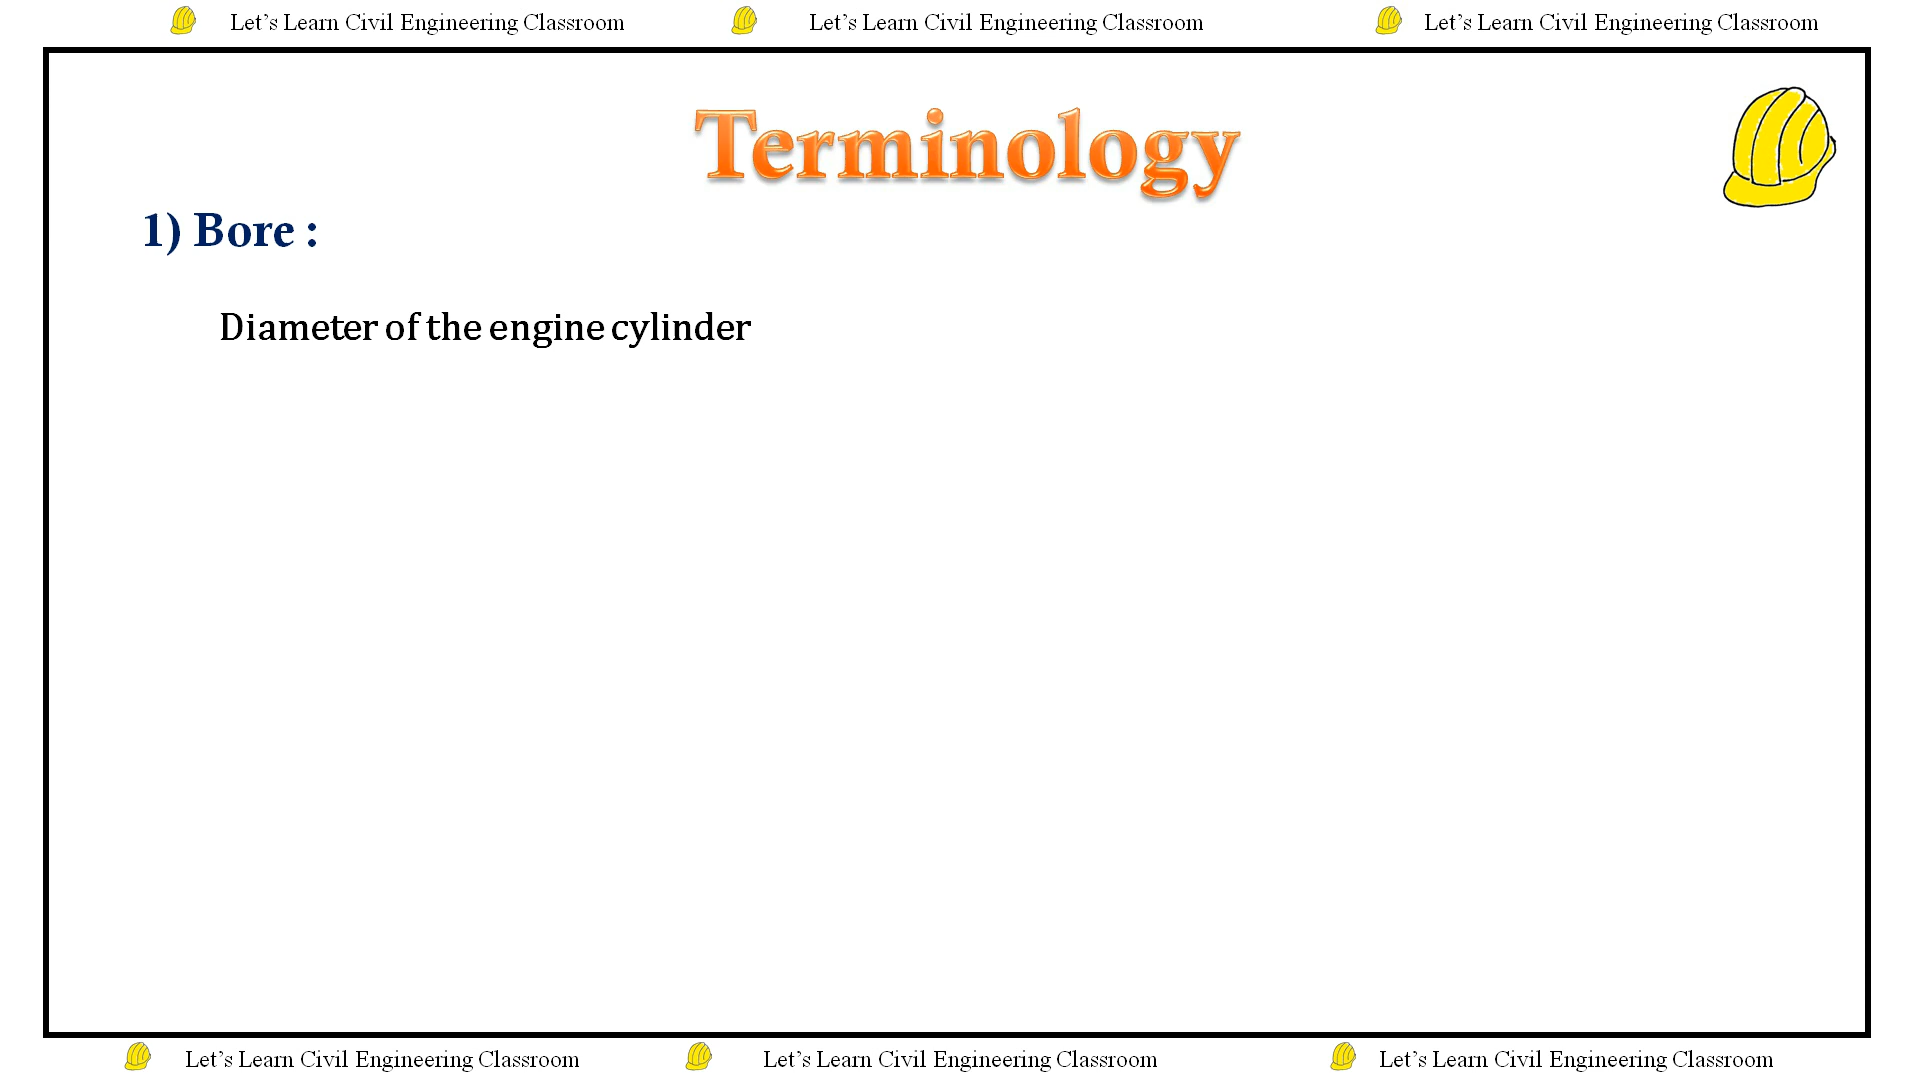 Let’s Learn Civil Engineering Classroom Let’s Learn Civil Engineering Classroom Let’s Learn Civil Engineering Classroom
Terminology
1) Bore :
Diameter of the engine cylinder
Let’s Learn Civil Engineering Classroom Let’s Learn Civil Engineering Classroom Let’s Learn Civil Engineering Classroom